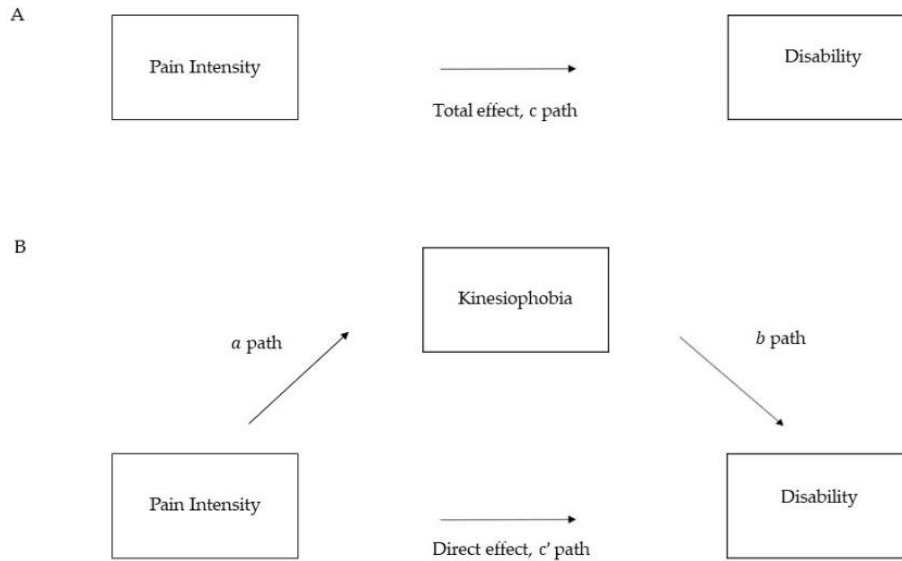 A
Pain Intensity
Disability
Total effect, c path
B
Kinesiophobia
a path
b path
Pain Intensity
Disability
Direct effect, c' path